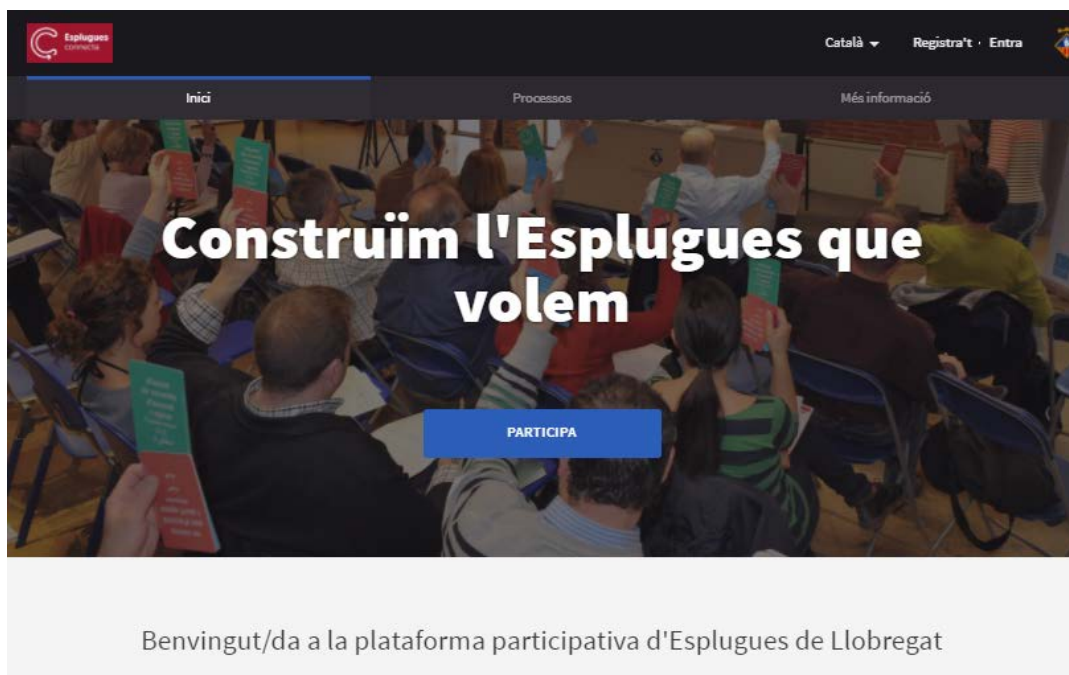 Esplugues
connecta
Català
Registra't · Entra
Inici
Processos
Més informació
Construïm l'Esplugues que
volem
PARTICIPA
Benvingut/da a la plataforma participativa d'Esplugues de Llobregat